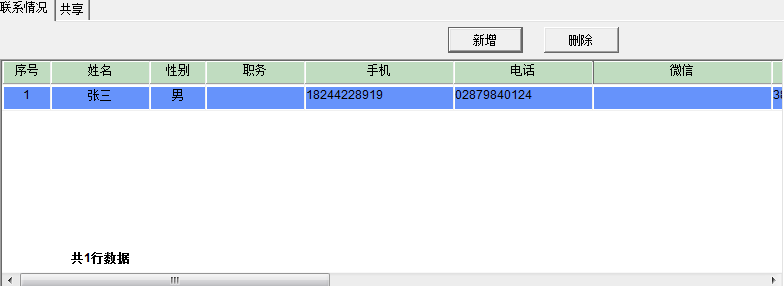 联系情况 共享
新增 删除
序号 姓名 性别 职务 手机 电话 微信
1 张三 男 18244228919 02879840124
共1行数据